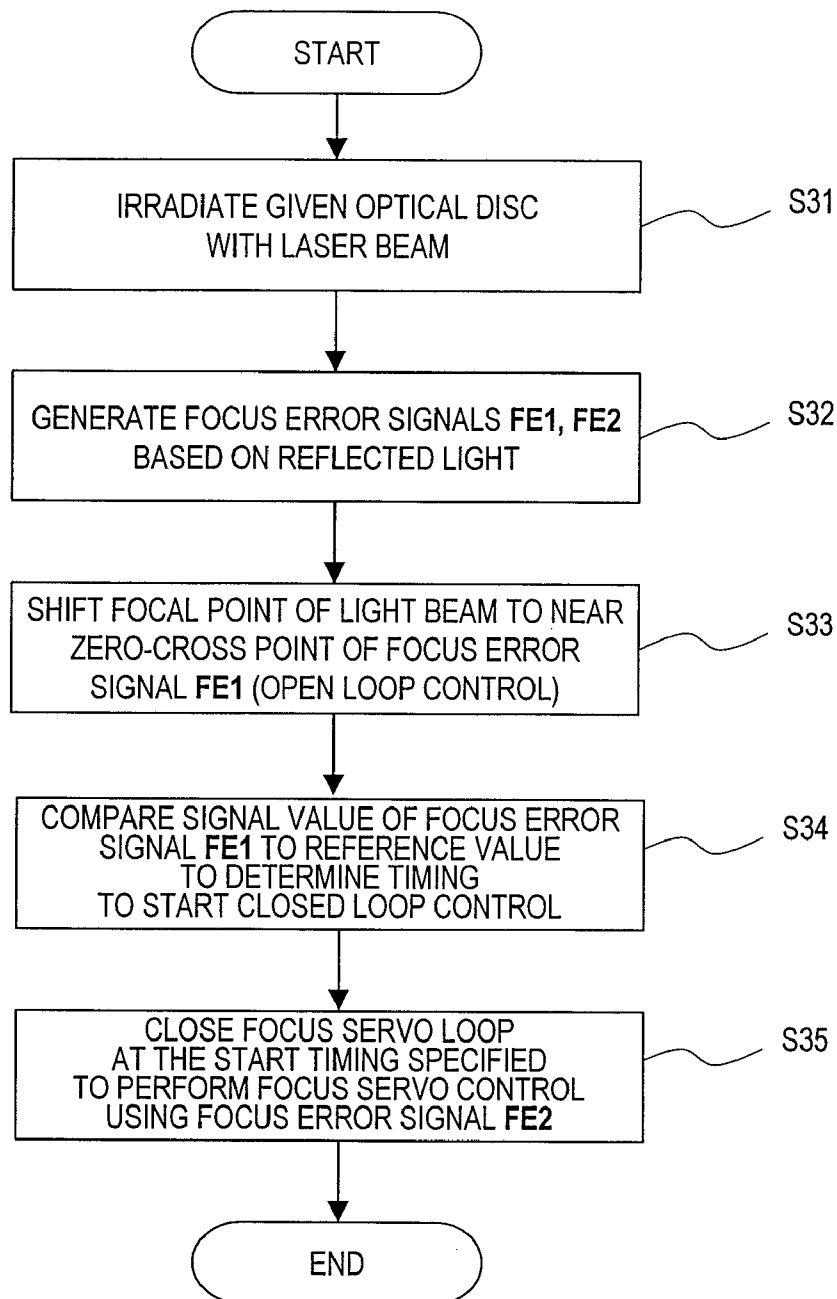 START
IRRADIATE GIVEN OPTICAL DISC
WITH LASER BEAM
S31
GENERATE FOCUS ERROR SIGNALS FE1, FE2
BASED ON REFLECTED LIGHT
S32
SHIFT FOCAL POINT OF LIGHT BEAM TO NEAR
ZERO-CROSS POINT OF FOCUS ERROR
SIGNAL FE1 (OPEN LOOP CONTROL)
S33
COMPARE SIGNAL VALUE OF FOCUS ERROR
SIGNAL FE1 TO REFERENCE VALUE
TO DETERMINE TIMING
TO START CLOSED LOOP CONTROL
S34
CLOSE FOCUS SERVO LOOP
AT THE START TIMING SPECIFIED
TO PERFORM FOCUS SERVO CONTROL
USING FOCUS ERROR SIGNAL FE2
S35
END